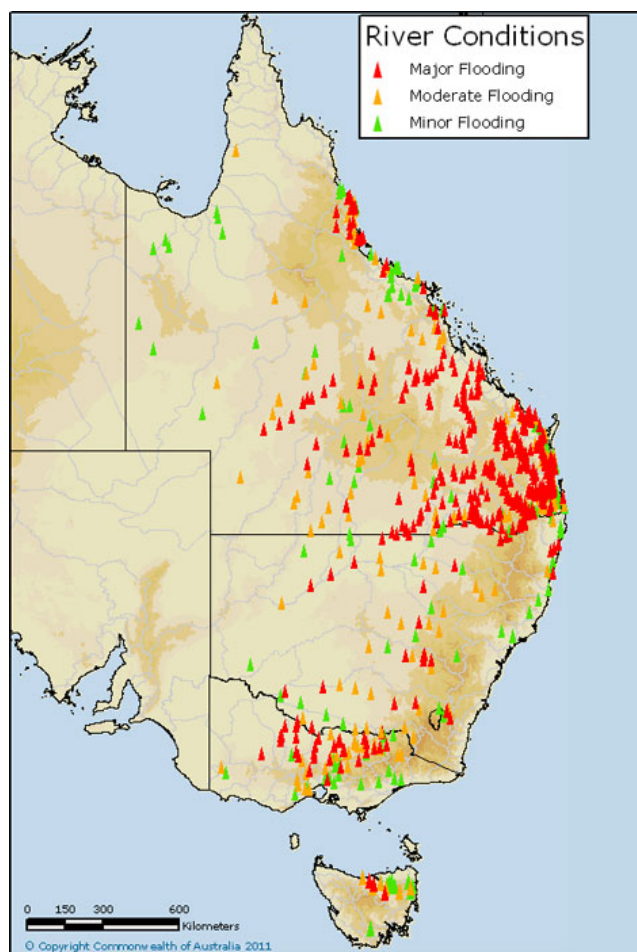 River Conditions
Major Flooding
Moderate Flooding
Minor Flooding
0 150 300 600
Kilometers
© Copyright Commonwealth of Australia 2011